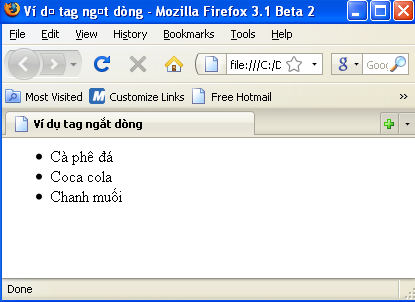 Ví dụ tag ngắt dòng - Mozilla Firefox 3.1 Beta 2
File Edit View History Bookmarks Tools Help
file:///C:/D
g Goo
Most Visited Customize Links Free Hotmail
Ví dụ tag ngắt dòng
Cà phê đá
Coca cola
Chanh muối
Done